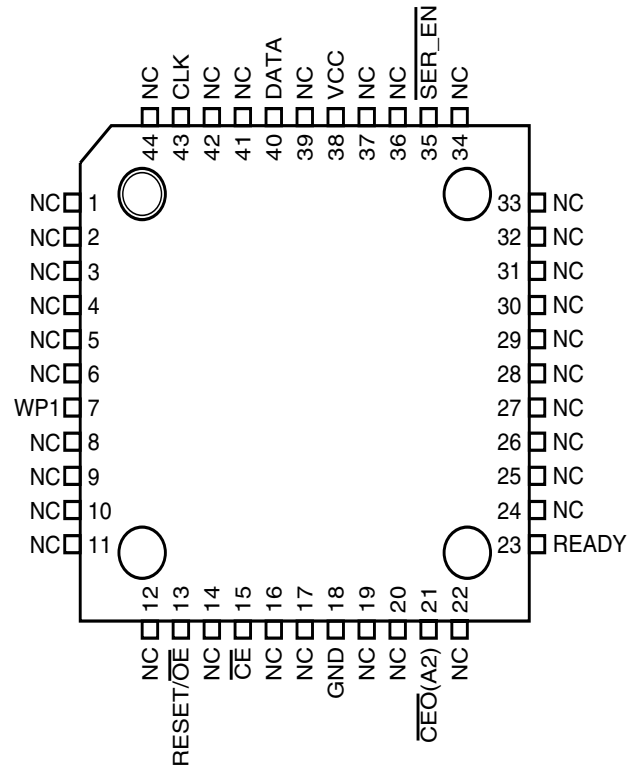 NC CLK NC NC DATA NC VCC NC NC S̅E̅R̅_̅E̅N̅ NC
44 43 42 41 40 39 38 37 36 35 34
NC 1 33 NC
NC 2 32 NC
NC 3 31 NC
NC 4 30 NC
NC 5 29 NC
NC 6 28 NC
WP1 7 27 NC
NC 8 26 NC
NC 9 25 NC
NC 10 24 NC
NC 11 23 READY
12 13 14 15 16 17 18 19 20 21 22
NC RESET/O̅E̅ NC C̅E̅ NC NC GND NC NC C̅E̅O̅(A2) NC